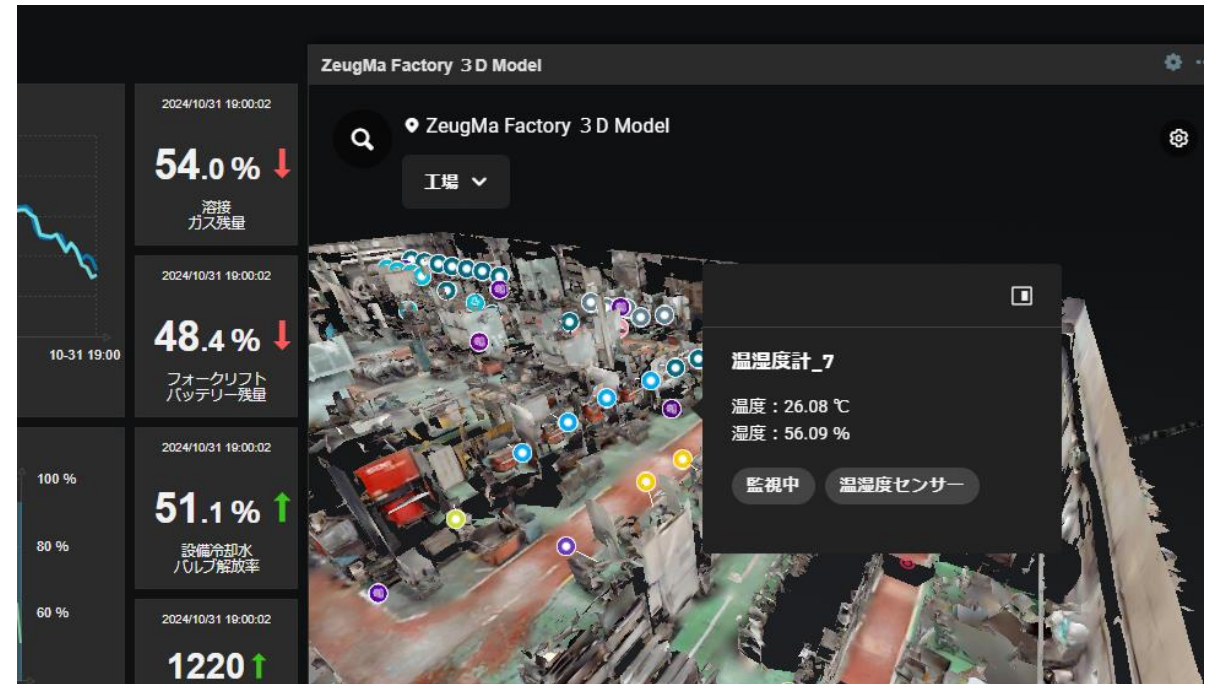 ZeugMa Factory ３D Model
2024/10/31 19:00:02
54.0 %
溶接
ガス残量
10-31 19:00
2024/10/31 19:00:02
48.4 %
フォークリフト
バッテリー残量
100 %
80 %
60 %
2024/10/31 19:00:02
51.1 %
設備冷却水
バルブ解放率
2024/10/31 19:00:02
1220
ZeugMa Factory ３D Model
工場
温湿度計_7
温度：26.08 ℃
湿度：56.09 %
監視中 温湿度センサー